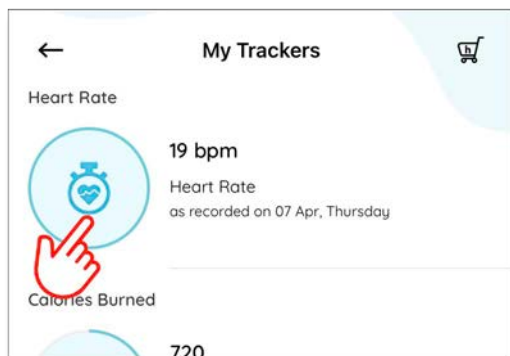 My Trackers
h
Heart Rate
19 bpm
Heart Rate
as recorded on 07 Apr, Thursday
Calories Burned
720